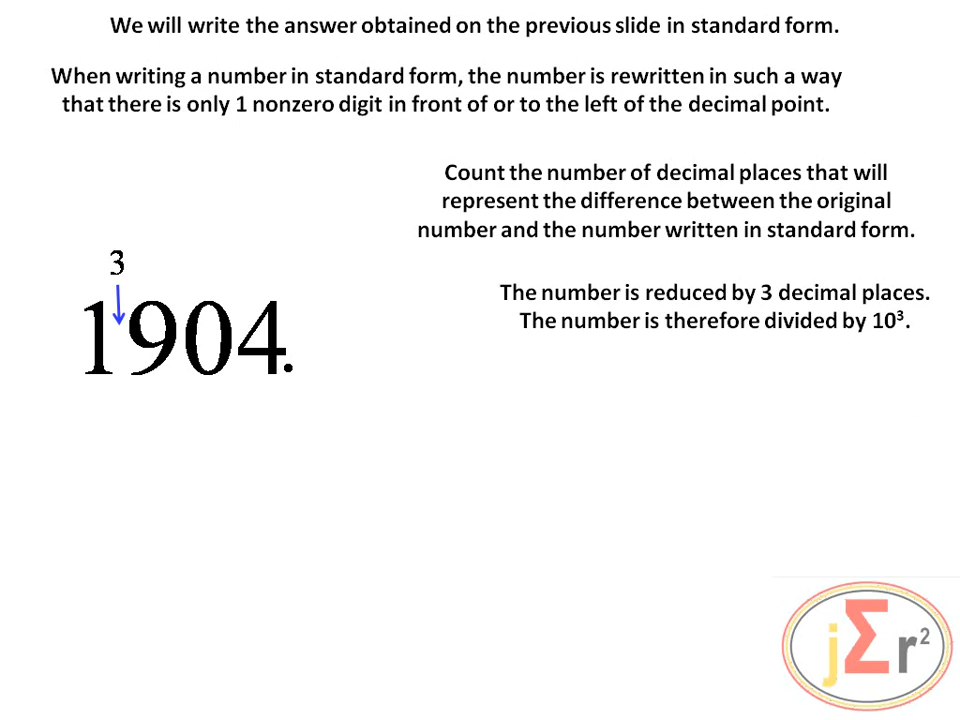 We will write the answer obtained on the previous slide in standard form.
When writing a number in standard form, the number is rewritten in such a way
that there is only 1 nonzero digit in front of or to the left of the decimal point.
Count the number of decimal places that will
represent the difference between the original
number and the number written in standard form.
The number is reduced by 3 decimal places.
The number is therefore divided by 10³.
3
1904.
jΣr²